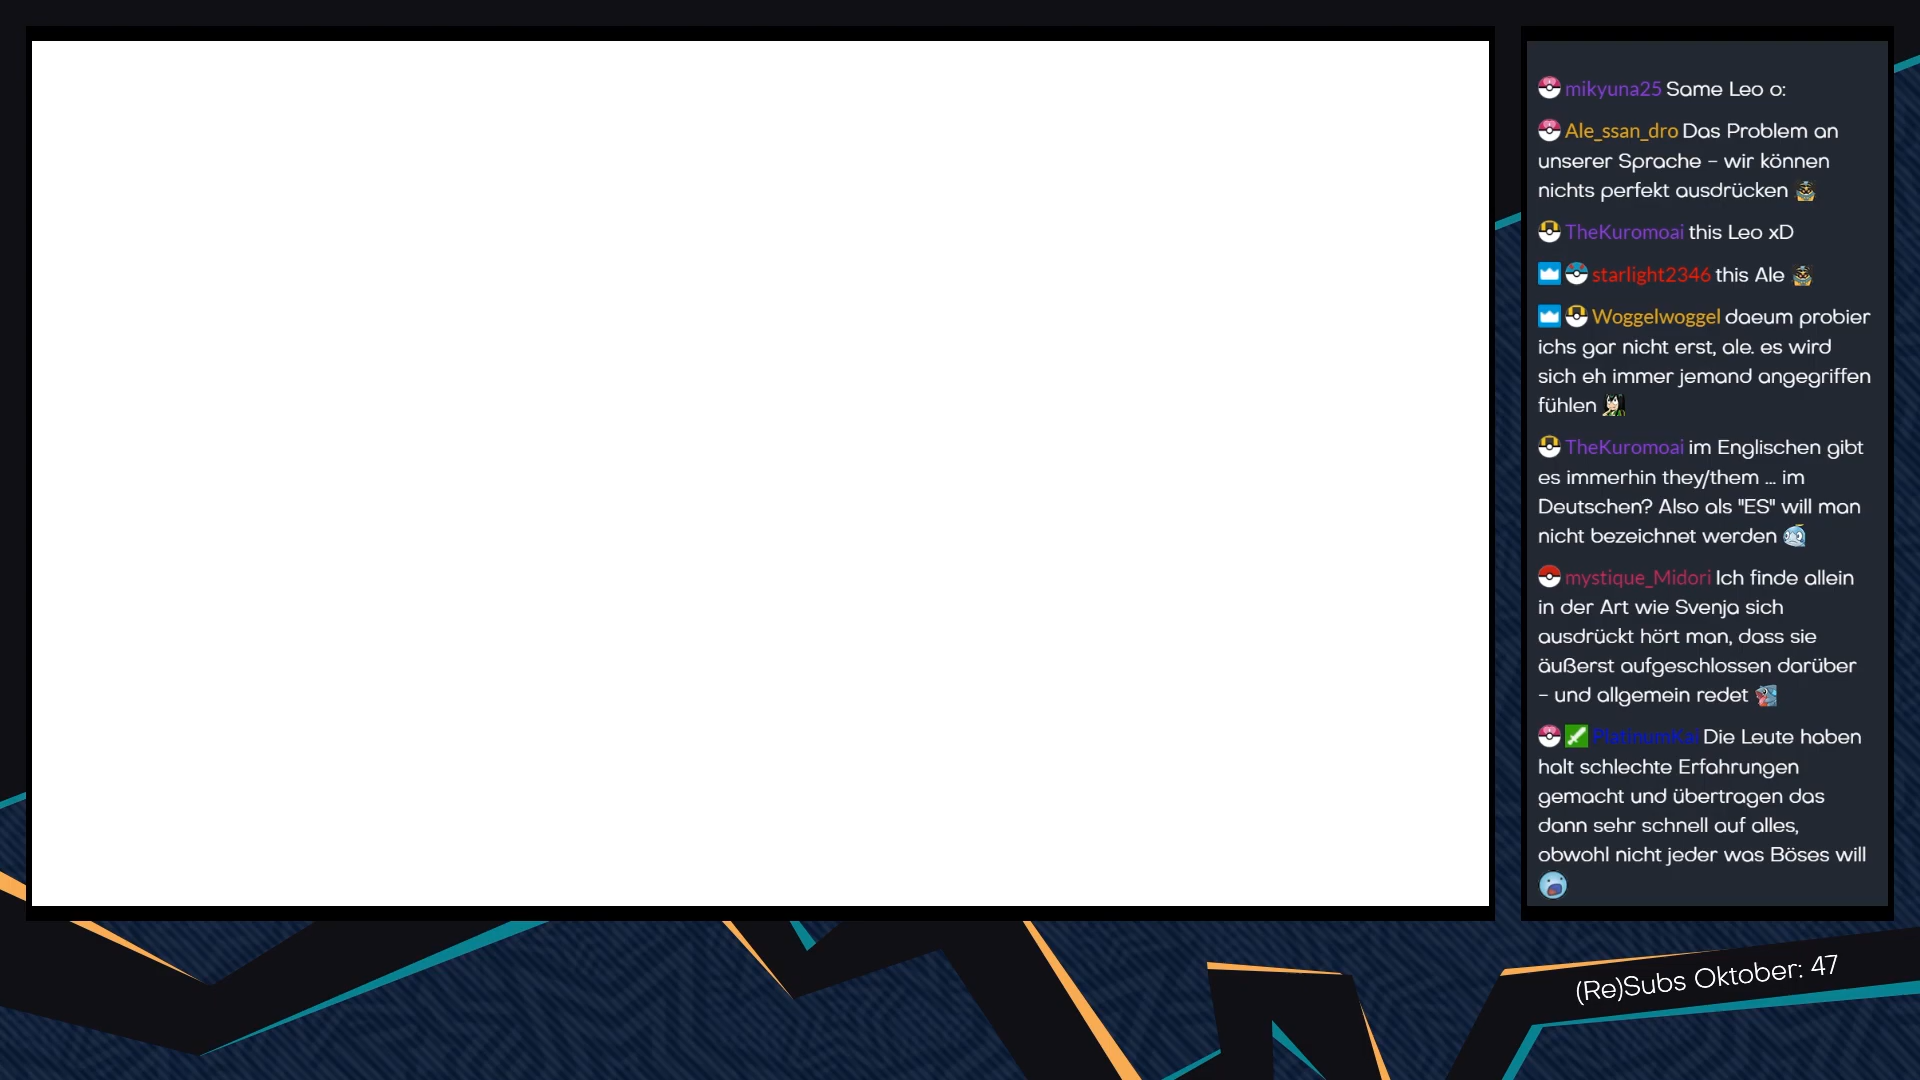 mikyuna25 Same Leo o:
Ale_ssan_dro Das Problem an
unserer Sprache - wir können
nichts perfekt ausdrücken
TheKuromoai this Leo xD
starlight2346 this Ale
Woggelwoggel daeum probier
ichs gar nicht erst, ale. es wird
sich eh immer jemand angegriffen
fühlen
TheKuromoai im Englischen gibt
es immerhin they/them ... im
Deutschen? Also als "ES" will man
nicht bezeichnet werden
mystique_Midori Ich finde allein
in der Art wie Svenja sich
ausdrückt hört man, dass sie
äußerst aufgeschlossen darüber
- und allgemein redet
PlatinumKai Die Leute haben
halt schlechte Erfahrungen
gemacht und übertragen das
dann sehr schnell auf alles,
obwohl nicht jeder was Böses will
(Re)Subs Oktober: 47